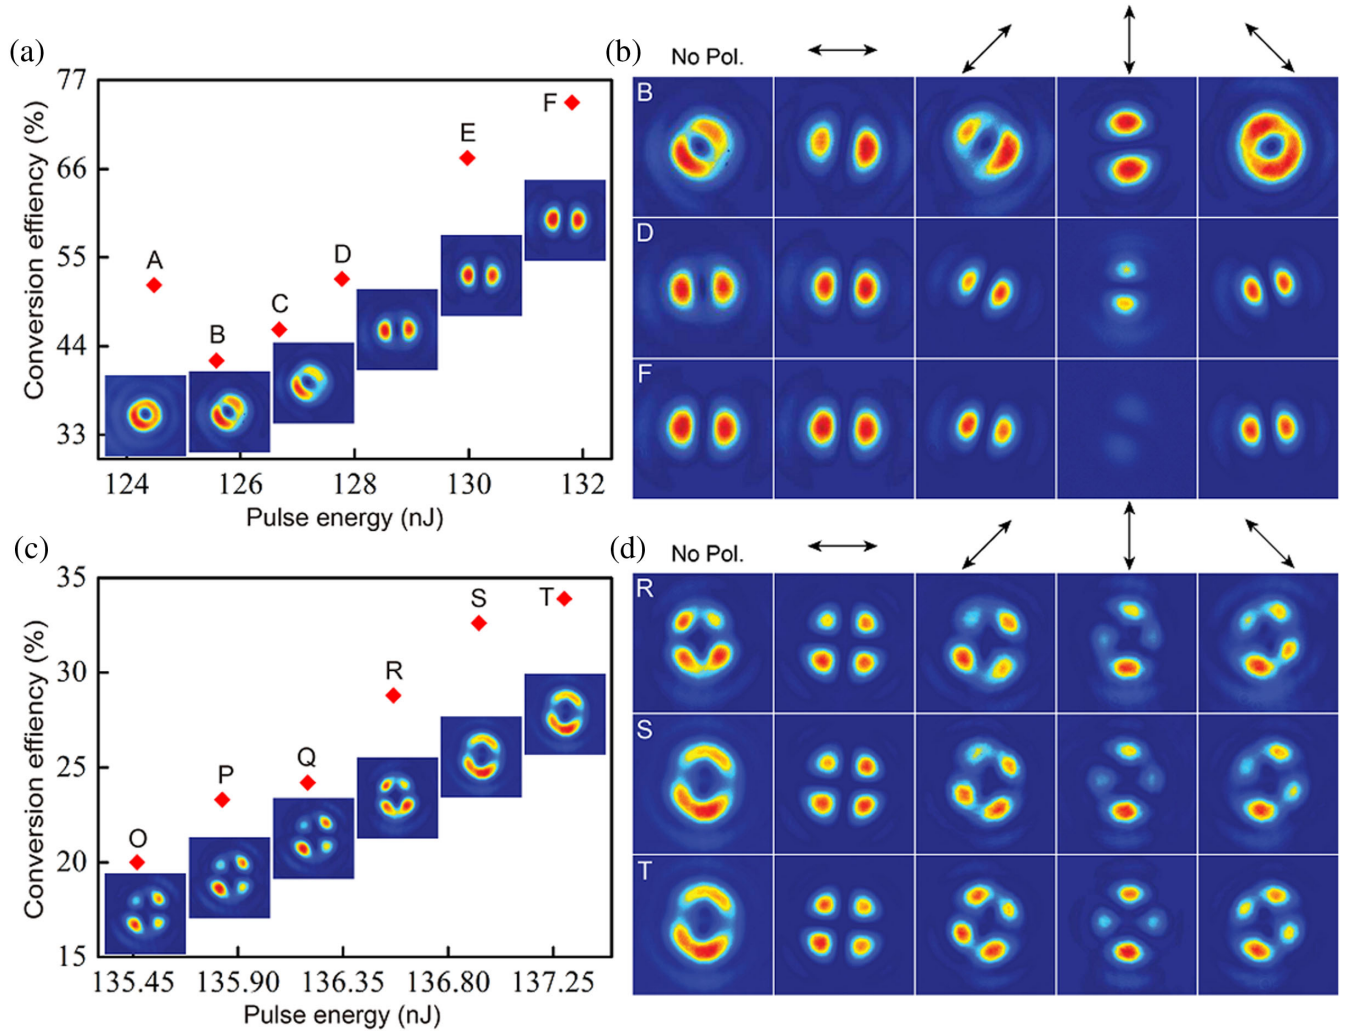 (a)
77
66
55
44
33
Conversion effiency (%)
A
B
C
D
E
F
124
126
128
130
132
Pulse energy (nJ)
(b)
No Pol.
B
D
F
(c)
35
30
25
20
15
Conversion effiency (%)
O
P
Q
R
S
T
135.45
135.90
136.35
136.80
137.25
Pulse energy (nJ)
(d)
No Pol.
R
S
T